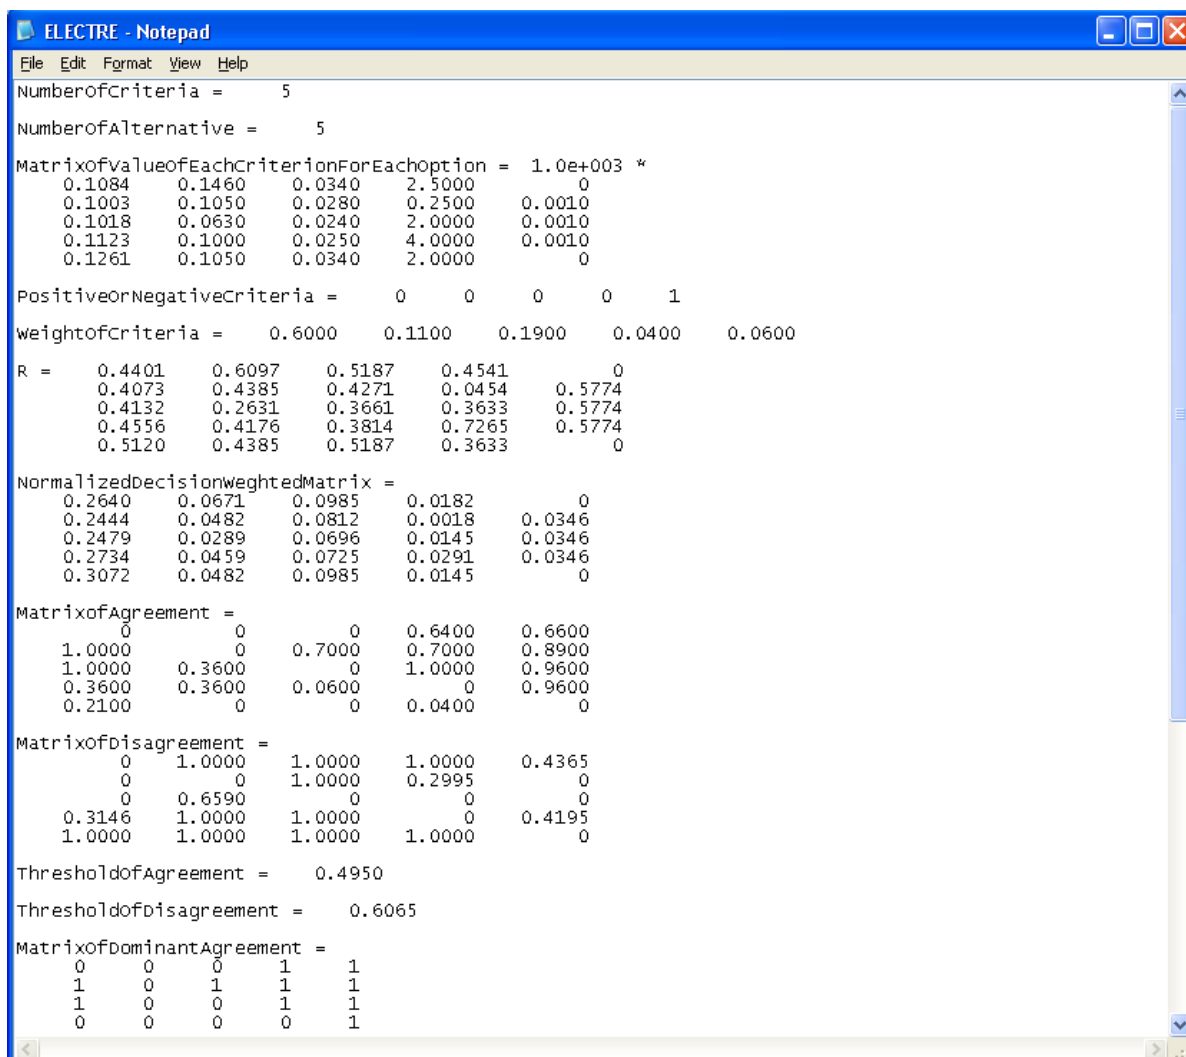 ELECTRE - Notepad
File Edit Format View Help
NumberOfCriteria = 5
NumberOfAlternative = 5
MatrixOfValueOfEachCriterionForEachOption = 1.0e+003 *
0.1084 0.1460 0.0340 2.5000 0
0.1003 0.1050 0.0280 0.2500 0.0010
0.1018 0.0630 0.0240 2.0000 0.0010
0.1123 0.1000 0.0250 4.0000 0.0010
0.1261 0.1050 0.0340 2.0000 0
PositiveOrNegativeCriteria = 0 0 0 0 1
WeightOfCriteria = 0.6000 0.1100 0.1900 0.0400 0.0600
R = 0.4401 0.6097 0.5187 0.4541 0
0.4073 0.4385 0.4271 0.0454 0.5774
0.4132 0.2631 0.3661 0.3633 0.5774
0.4556 0.4176 0.3814 0.7265 0.5774
0.5120 0.4385 0.5187 0.3633 0
NormalizedDecisionWeghtedMatrix =
0.2640 0.0671 0.0985 0.0182 0
0.2444 0.0482 0.0812 0.0018 0.0346
0.2479 0.0289 0.0696 0.0145 0.0346
0.2734 0.0459 0.0725 0.0291 0.0346
0.3072 0.0482 0.0985 0.0145 0
MatrixofAgreement =
0 0 0 0.6400 0.6600
1.0000 0 0.7000 0.7000 0.8900
1.0000 0.3600 0 1.0000 0.9600
0.3600 0.3600 0.0600 0 0.9600
0.2100 0 0 0.0400 0
MatrixOfDisagreement =
0 1.0000 1.0000 1.0000 0.4365
0 0 1.0000 0.2995 0
0 0.6590 0 0 0
0.3146 1.0000 1.0000 0 0.4195
1.0000 1.0000 1.0000 1.0000 0
ThresholdOfAgreement = 0.4950
ThresholdOfDisagreement = 0.6065
MatrixOfDominantAgreement =
0 0 0 1 1
1 0 1 1 1
1 0 0 1 1
0 0 0 0 1